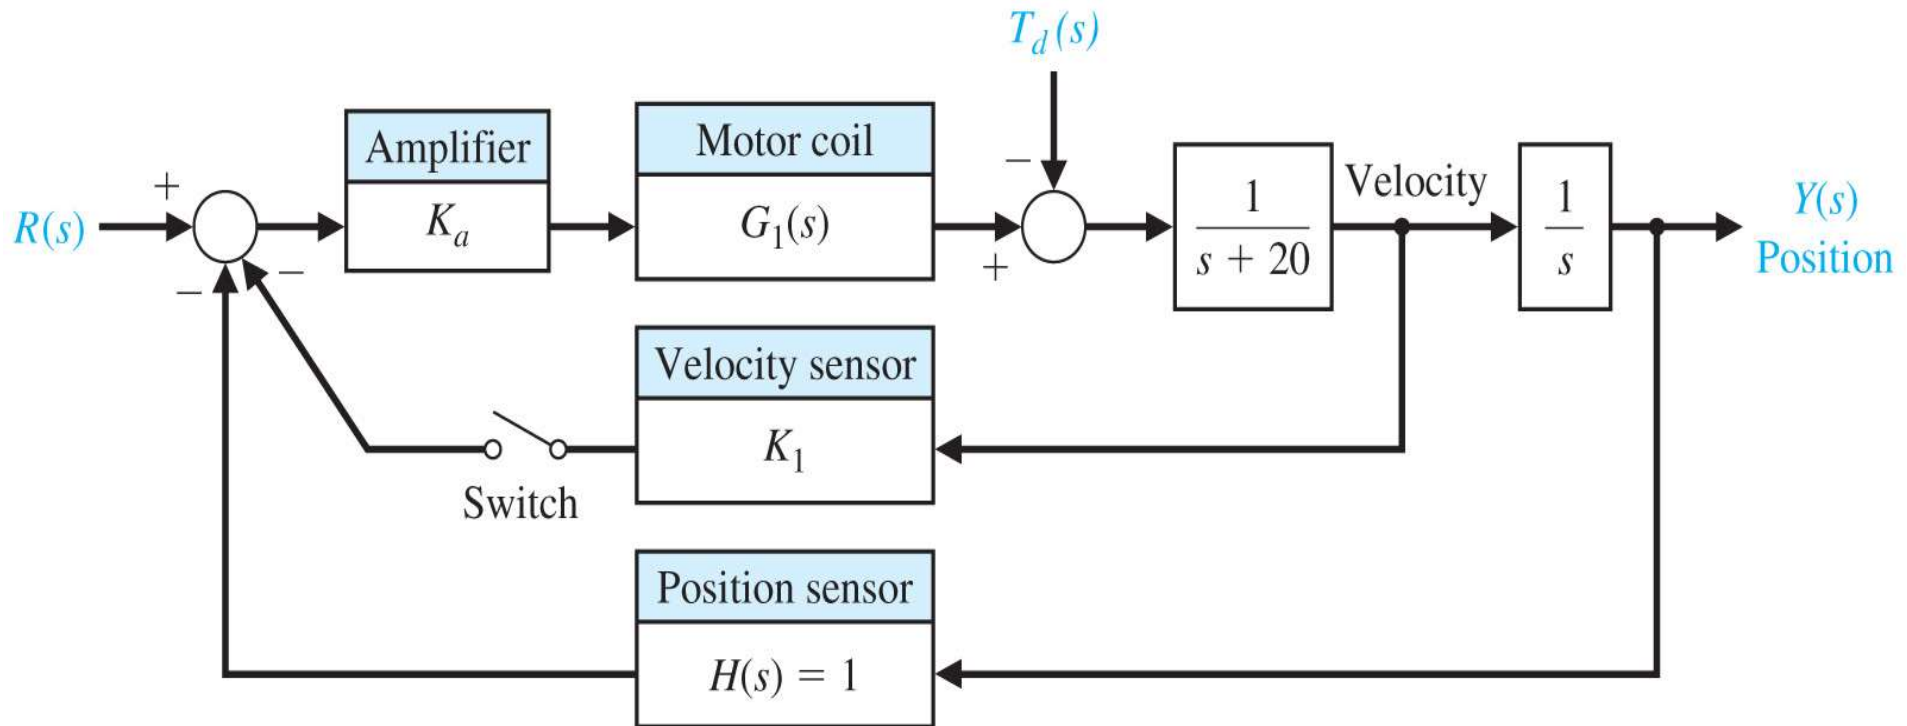 T_d(s)
Amplifier
Motor coil
+
−
Velocity
1
1
Y(s)
R(s)
K_a
G_1(s)
s + 20
s
Position
−
−
+
Velocity sensor
K_1
Switch
Position sensor
H(s) = 1